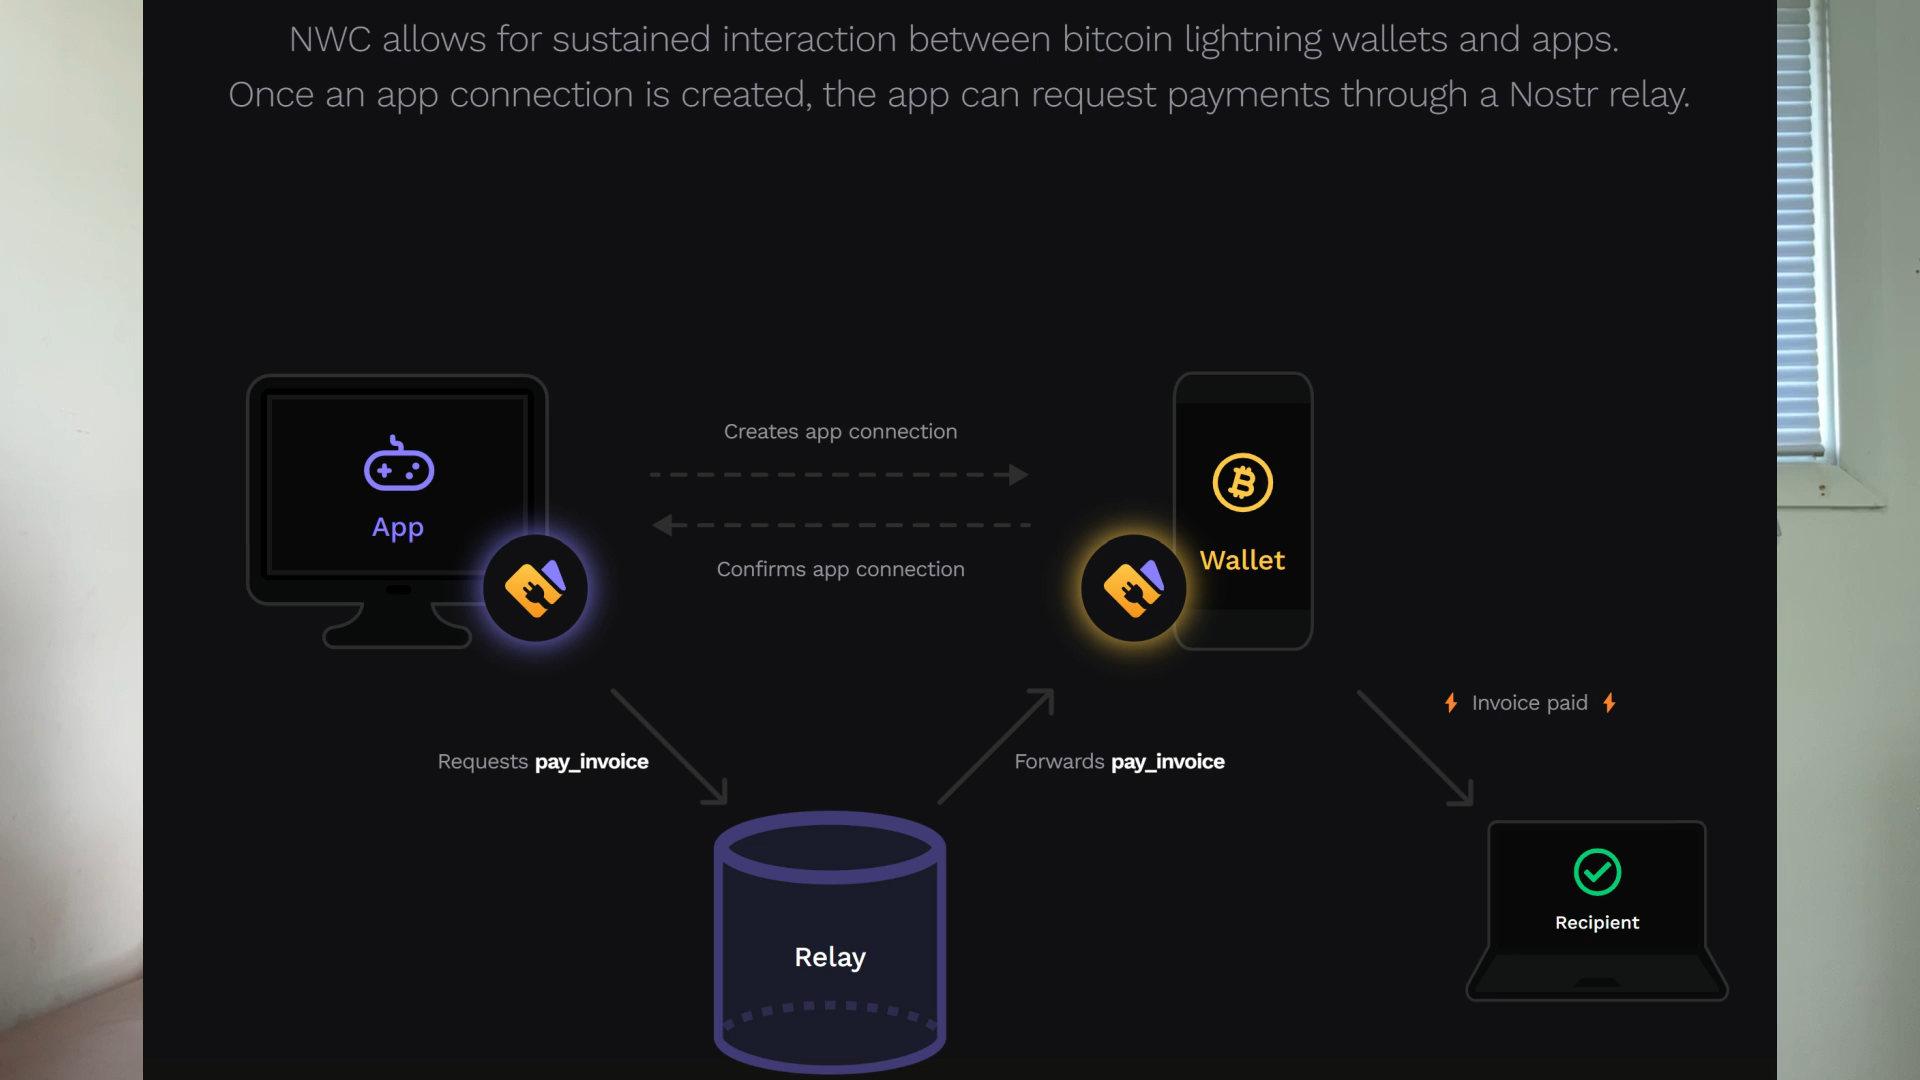 NWC allows for sustained interaction between bitcoin lightning wallets and apps.
Once an app connection is created, the app can request payments through a Nostr relay.
Creates app connection
App
Confirms app connection
Wallet
Invoice paid
Requests pay_invoice
Forwards pay_invoice
Recipient
Relay